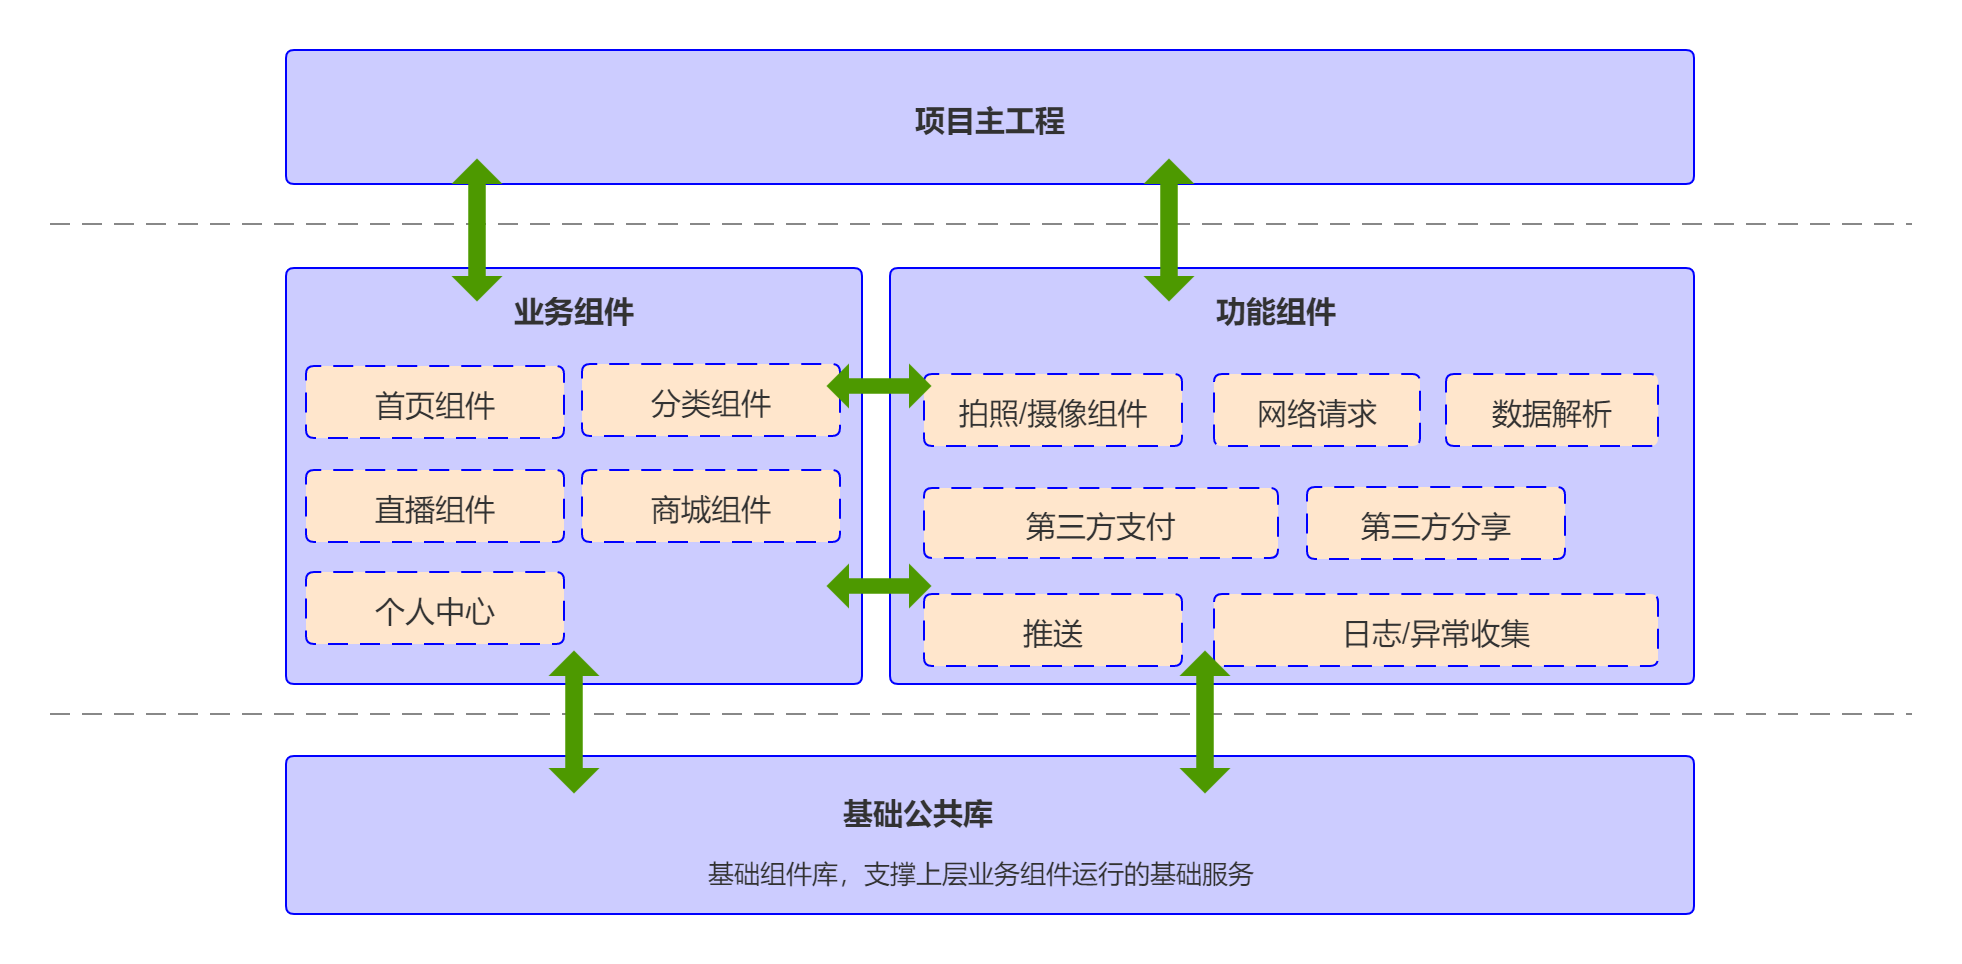 项目主工程
业务组件
首页组件
分类组件
直播组件
商城组件
个人中心
功能组件
拍照/摄像组件
网络请求
数据解析
第三方支付
第三方分享
推送
日志/异常收集
基础公共库
基础组件库，支撑上层业务组件运行的基础服务